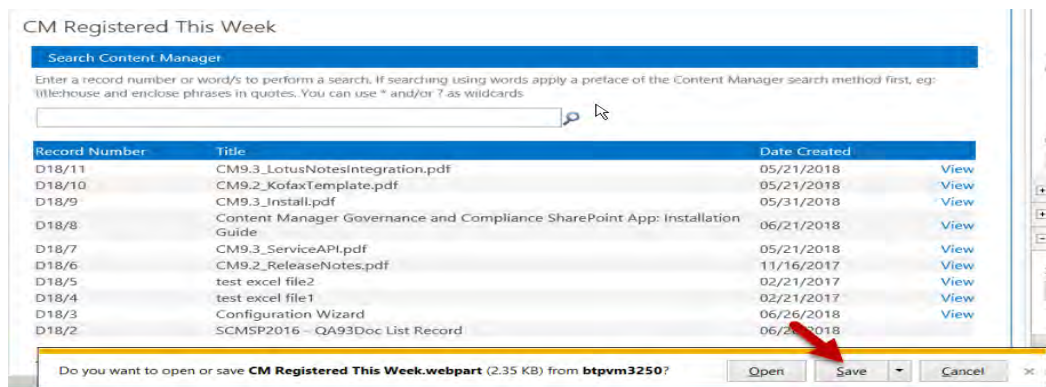 CM Registered This Week
Search Content Manager
Enter a record number or word/s to perform a search. If searching using words apply a preface of the Content Manager search method first, eg:
title:house and enclose phrases in quotes. You can use * and/or ? as wildcards
Record Number Title Date Created
D18/11 CM9.3_LotusNotesIntegration.pdf 05/21/2018 View
D18/10 CM9.2_KofaxTemplate.pdf 05/21/2018 View
D18/9 CM9.3_Install.pdf 05/31/2018 View
D18/8 Content Manager Governance and Compliance SharePoint App: Installation Guide 06/21/2018 View
D18/7 CM9.3_ServiceAPI.pdf 05/21/2018 View
D18/6 CM9.2_ReleaseNotes.pdf 11/16/2017 View
D18/5 test excel file2 02/21/2017 View
D18/4 test excel file1 02/21/2017 View
D18/3 Configuration Wizard 06/26/2018 View
D18/2 SCMSP2016 - QA93Doc List Record
Do you want to open or save CM Registered This Week.webpart (2.35 KB) from btpvm3250? Open Save Cancel